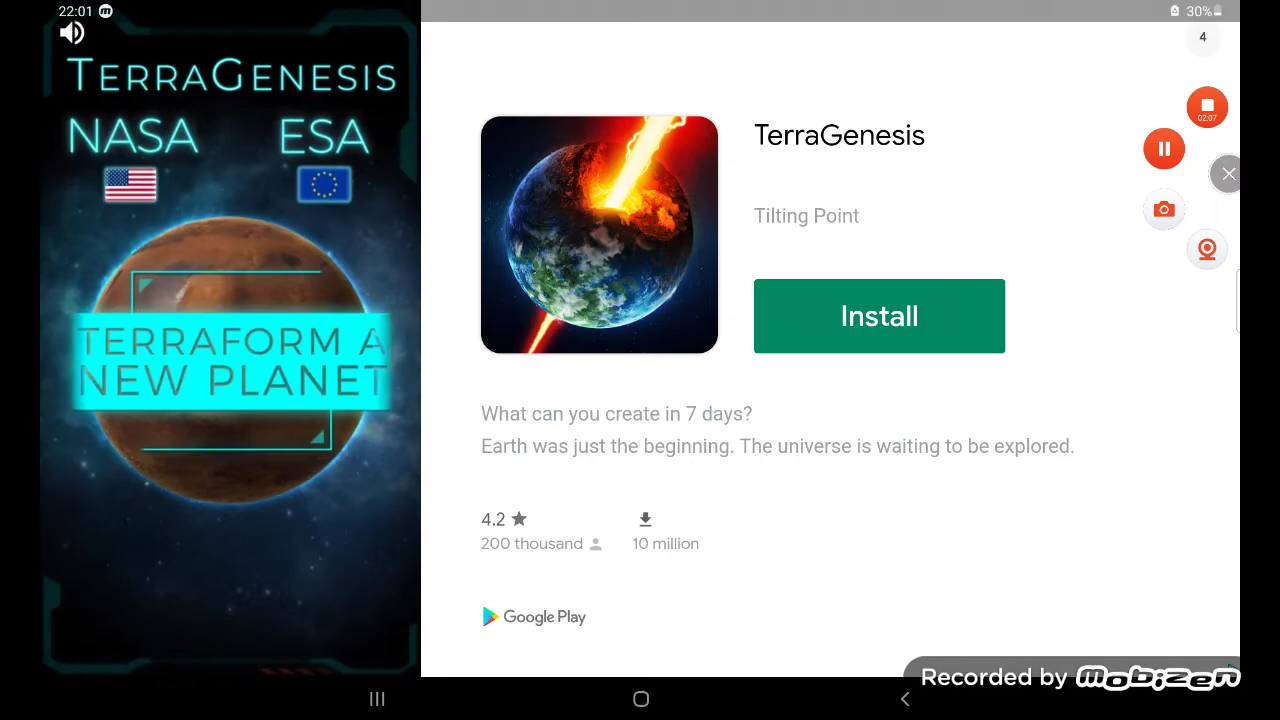 22:01
30%
4
TERRAGENESIS
NASA ESA
TERRAFORM A
NEW PLANET
TerraGenesis
Tilting Point
Install
02:07
What can you create in 7 days?
Earth was just the beginning. The universe is waiting to be explored.
4.2
200 thousand
10 million
Google Play
Recorded by mobizen